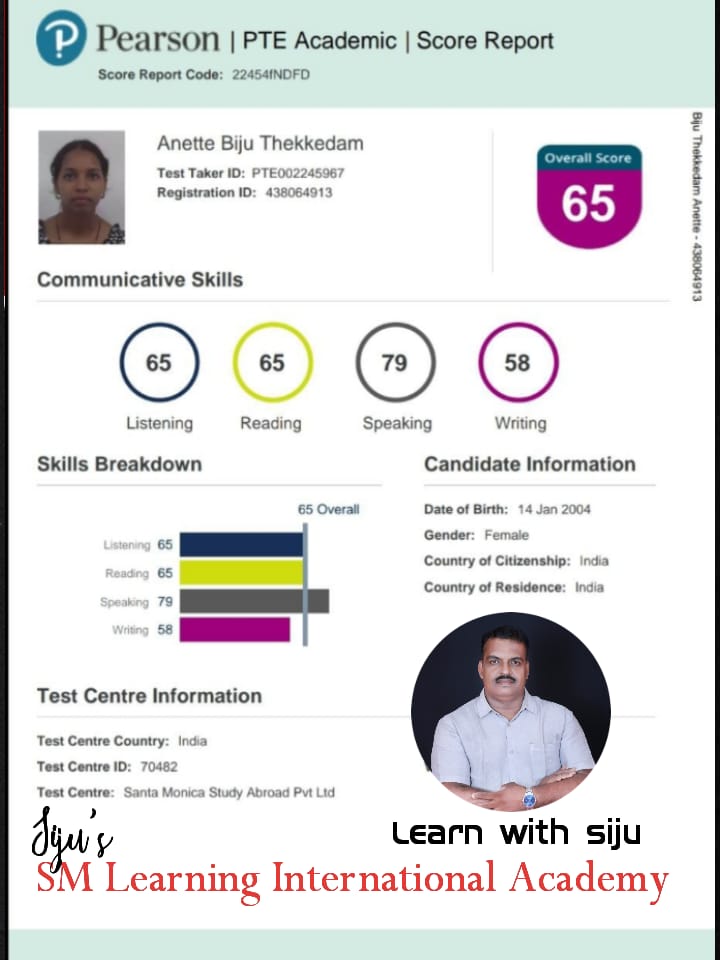 Pearson | PTE Academic | Score Report
Score Report Code: 22454fNDFD
Anette Biju Thekkedam
Test Taker ID: PTE002245967
Registration ID: 438064913
Overall Score
65
Biju Thekkedam Anette - 438064913
Communicative Skills
65 65 79 58
Listening Reading Speaking Writing
Skills Breakdown
65 Overall
Listening 65
Reading 65
Speaking 79
Writing 58
Candidate Information
Date of Birth: 14 Jan 2004
Gender: Female
Country of Citizenship: India
Country of Residence: India
Test Centre Information
Test Centre Country: India
Test Centre ID: 70482
Test Centre: Santa Monica Study Abroad Pvt Ltd
Learn with siju
Siju's
SM Learning International Academy